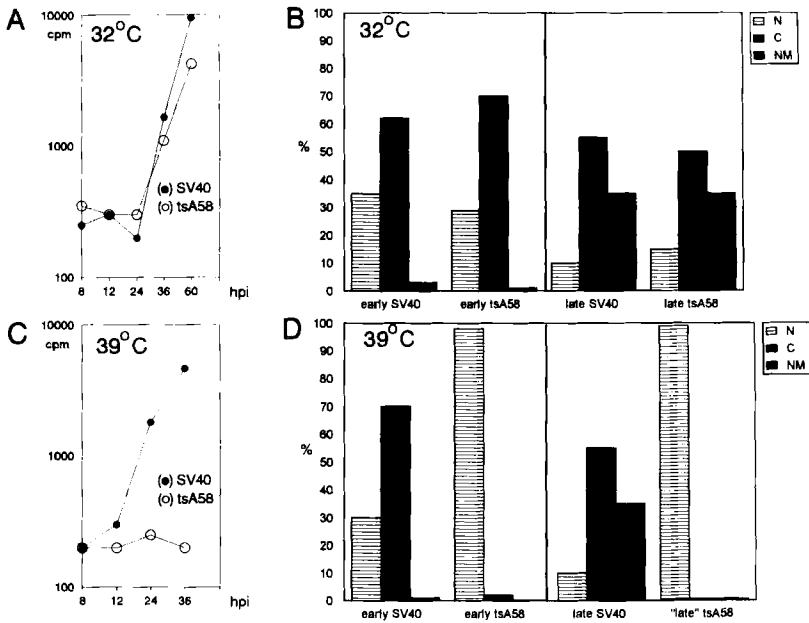 A
cpm
32°C
10000
1000
100
(●) SV40
(○) tsA58
8 12 24 36 60 hpi
B
32°C
%
100
90
80
70
60
50
40
30
20
10
0
early SV40 early tsA58 late SV40 late tsA58
N
C
NM
C
cpm
39°C
10000
1000
100
(●) SV40
(○) tsA58
8 12 24 36 hpi
D
39°C
%
100
90
80
70
60
50
40
30
20
10
0
early SV40 early tsA58 late SV40 "late" tsA58
N
C
NM